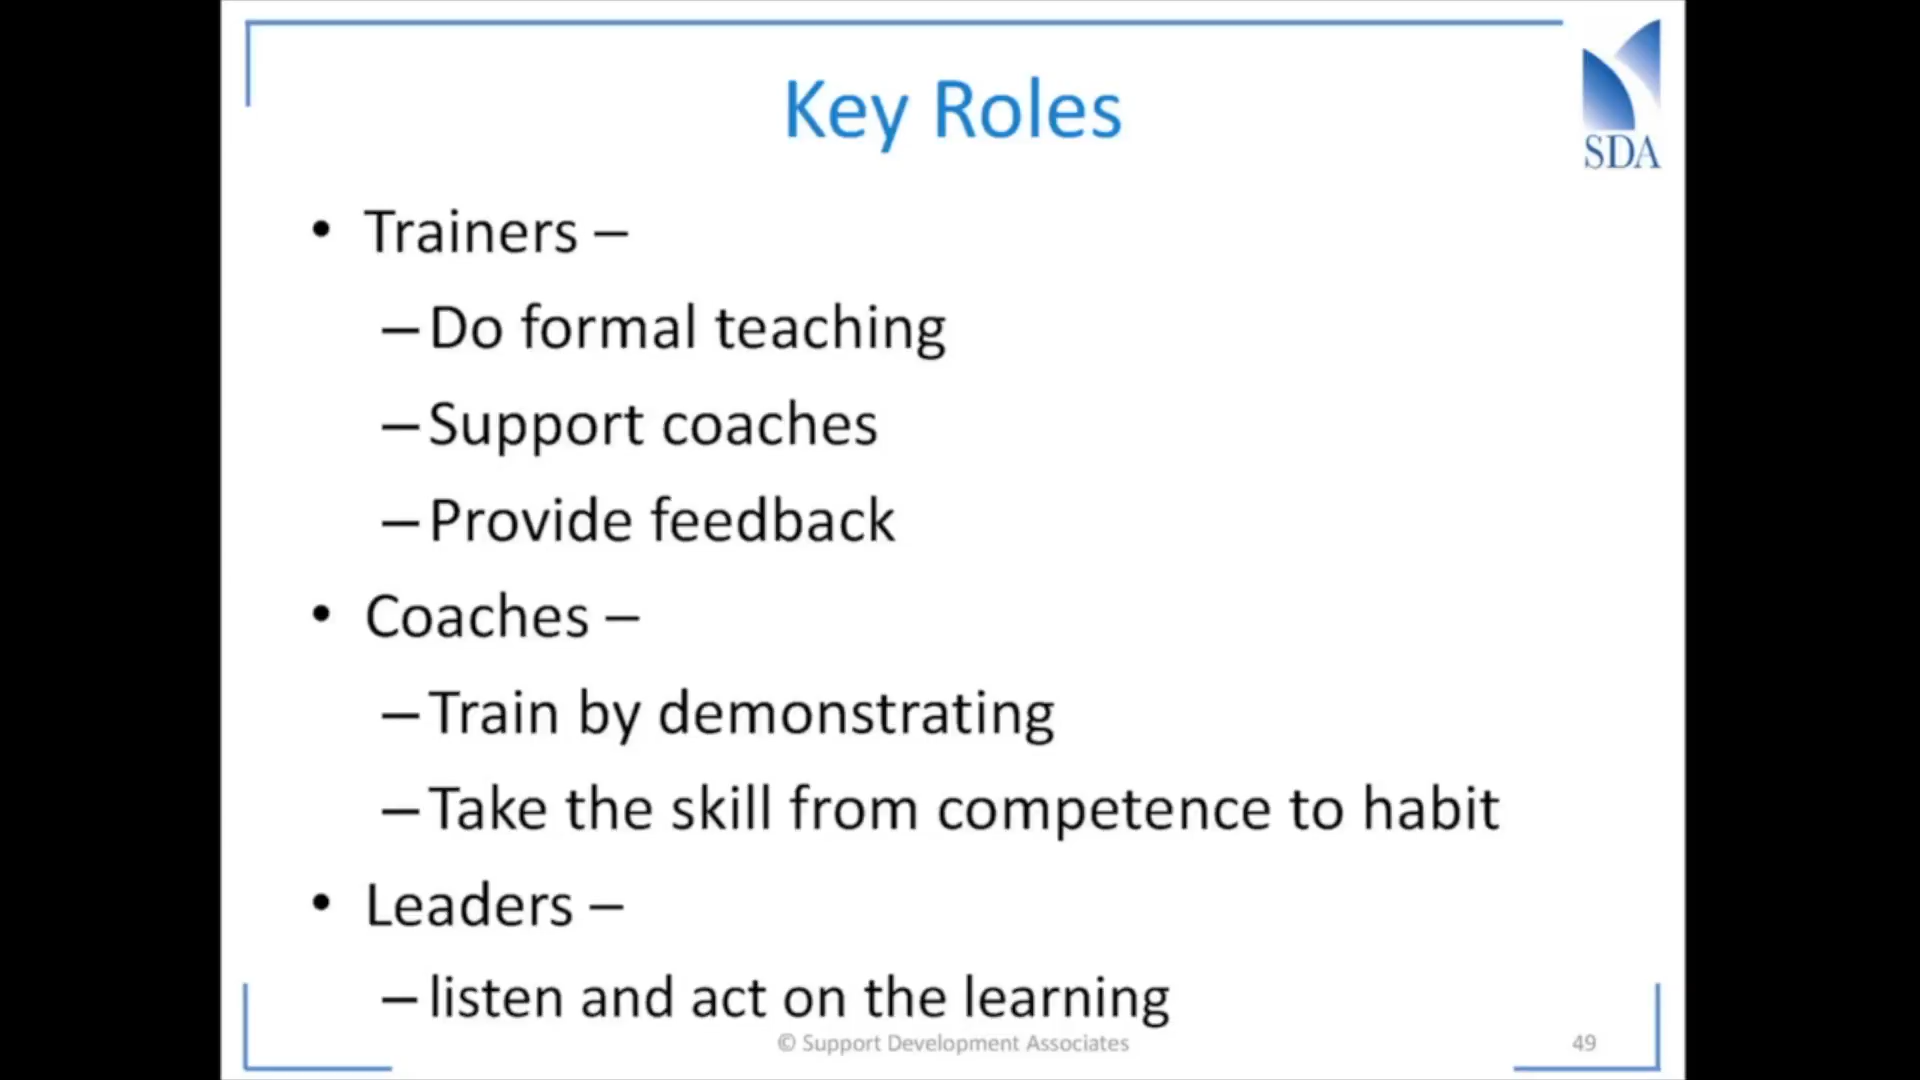 Key Roles
SDA
• Trainers –
– Do formal teaching
– Support coaches
– Provide feedback
• Coaches –
– Train by demonstrating
– Take the skill from competence to habit
• Leaders –
– listen and act on the learning
© Support Development Associates
49